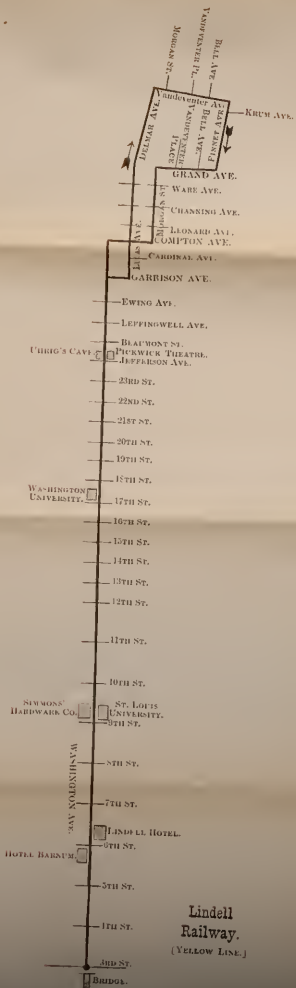 MORGAN ST.
VANDEVENTER PL.
BELL AVE.
Vandeventer Ave.
KRUM AVE.
DELMAR AVE.
VANDEVENTER
PLACE
BELL AVE.
FINNEY AVE.
GRAND AVE.
WARE AVE.
MORGAN ST.
CHANNING AVE.
LEONARD AVE.
COMPTON AVE.
LUCAS AVE.
CARDINAL AVE.
GARRISON AVE.
EWING AVE.
LEFFINGWELL AVE.
BEAUMONT ST.
UHRIG'S CAVE.
PICKWICK THEATRE.
JEFFERSON AVE.
23RD ST.
22ND ST.
21ST ST.
20TH ST.
19TH ST.
18TH ST.
WASHINGTON
UNIVERSITY.
17TH ST.
16TH ST.
15TH ST.
14TH ST.
13TH ST.
12TH ST.
11TH ST.
10TH ST.
SIMMONS'
HARDWARE CO.
ST. LOUIS
UNIVERSITY.
9TH ST.
WASHINGTON AVE.
8TH ST.
7TH ST.
LINDELL HOTEL.
6TH ST.
HOTEL BARNUM.
5TH ST.
4TH ST.
3RD ST.
BRIDGE.
Lindell
Railway.
[YELLOW LINE.]